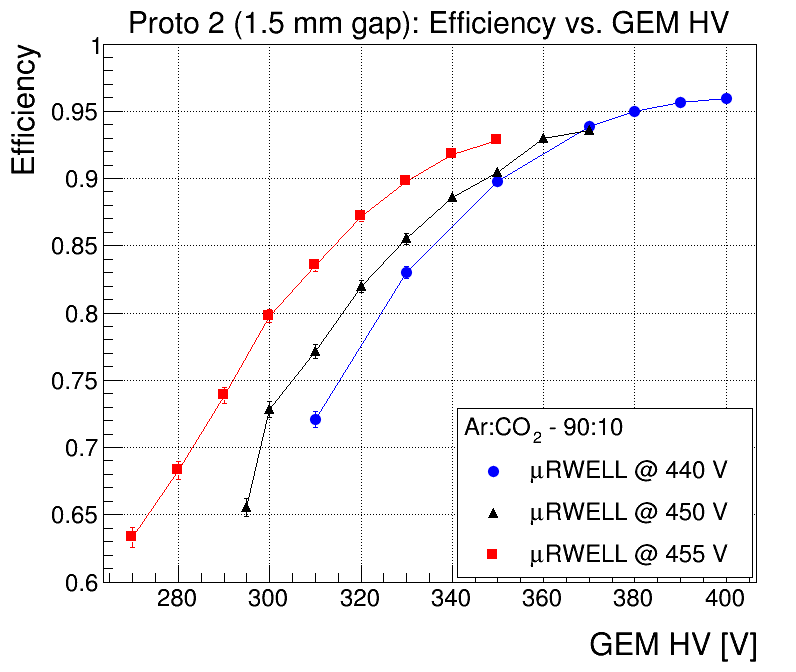 Proto 2 (1.5 mm gap): Efficiency vs. GEM HV
Efficiency
1
0.95
0.9
0.85
0.8
0.75
0.7
0.65
0.6
280 300 320 340 360 380 400
GEM HV [V]
Ar:CO2 - 90:10
μRWELL @ 440 V
μRWELL @ 450 V
μRWELL @ 455 V